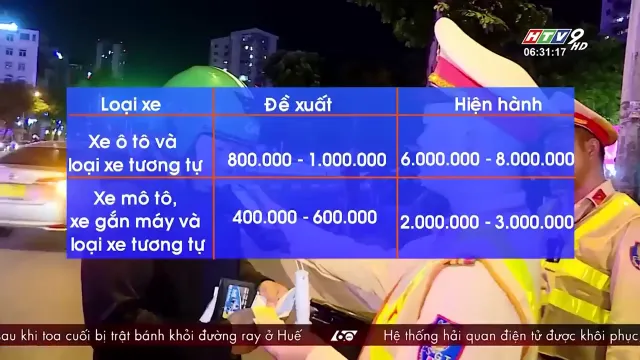 HTV9
HD
06:31:17
Loại xe Đề xuất Hiện hành
Xe ô tô và
loại xe tương tự 800.000 - 1.000.000 6.000.000 - 8.000.000
Xe mô tô,
xe gắn máy và 400.000 - 600.000 2.000.000 - 3.000.000
loại xe tương tự
sau khi toa cuối bị trật bánh khỏi đường ray ở Huế 60 Hệ thống hải quan điện tử được khôi phục